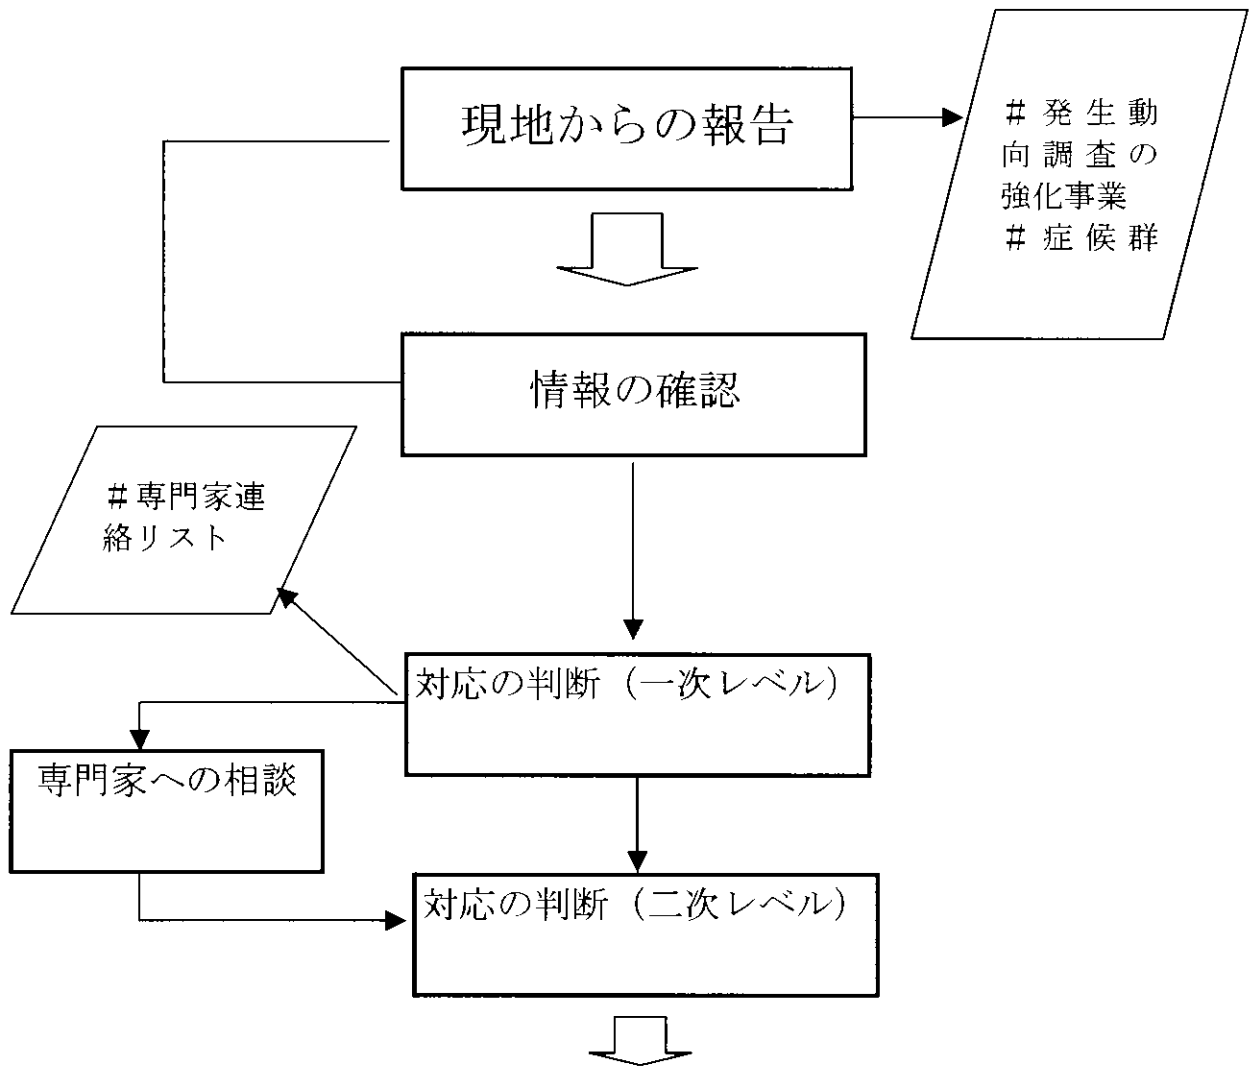 現地からの報告
＃発生動
向調査の
強化事業
＃症候群
情報の確認
＃専門家連
絡リスト
対応の判断（一次レベル）
専門家への相談
対応の判断（二次レベル）